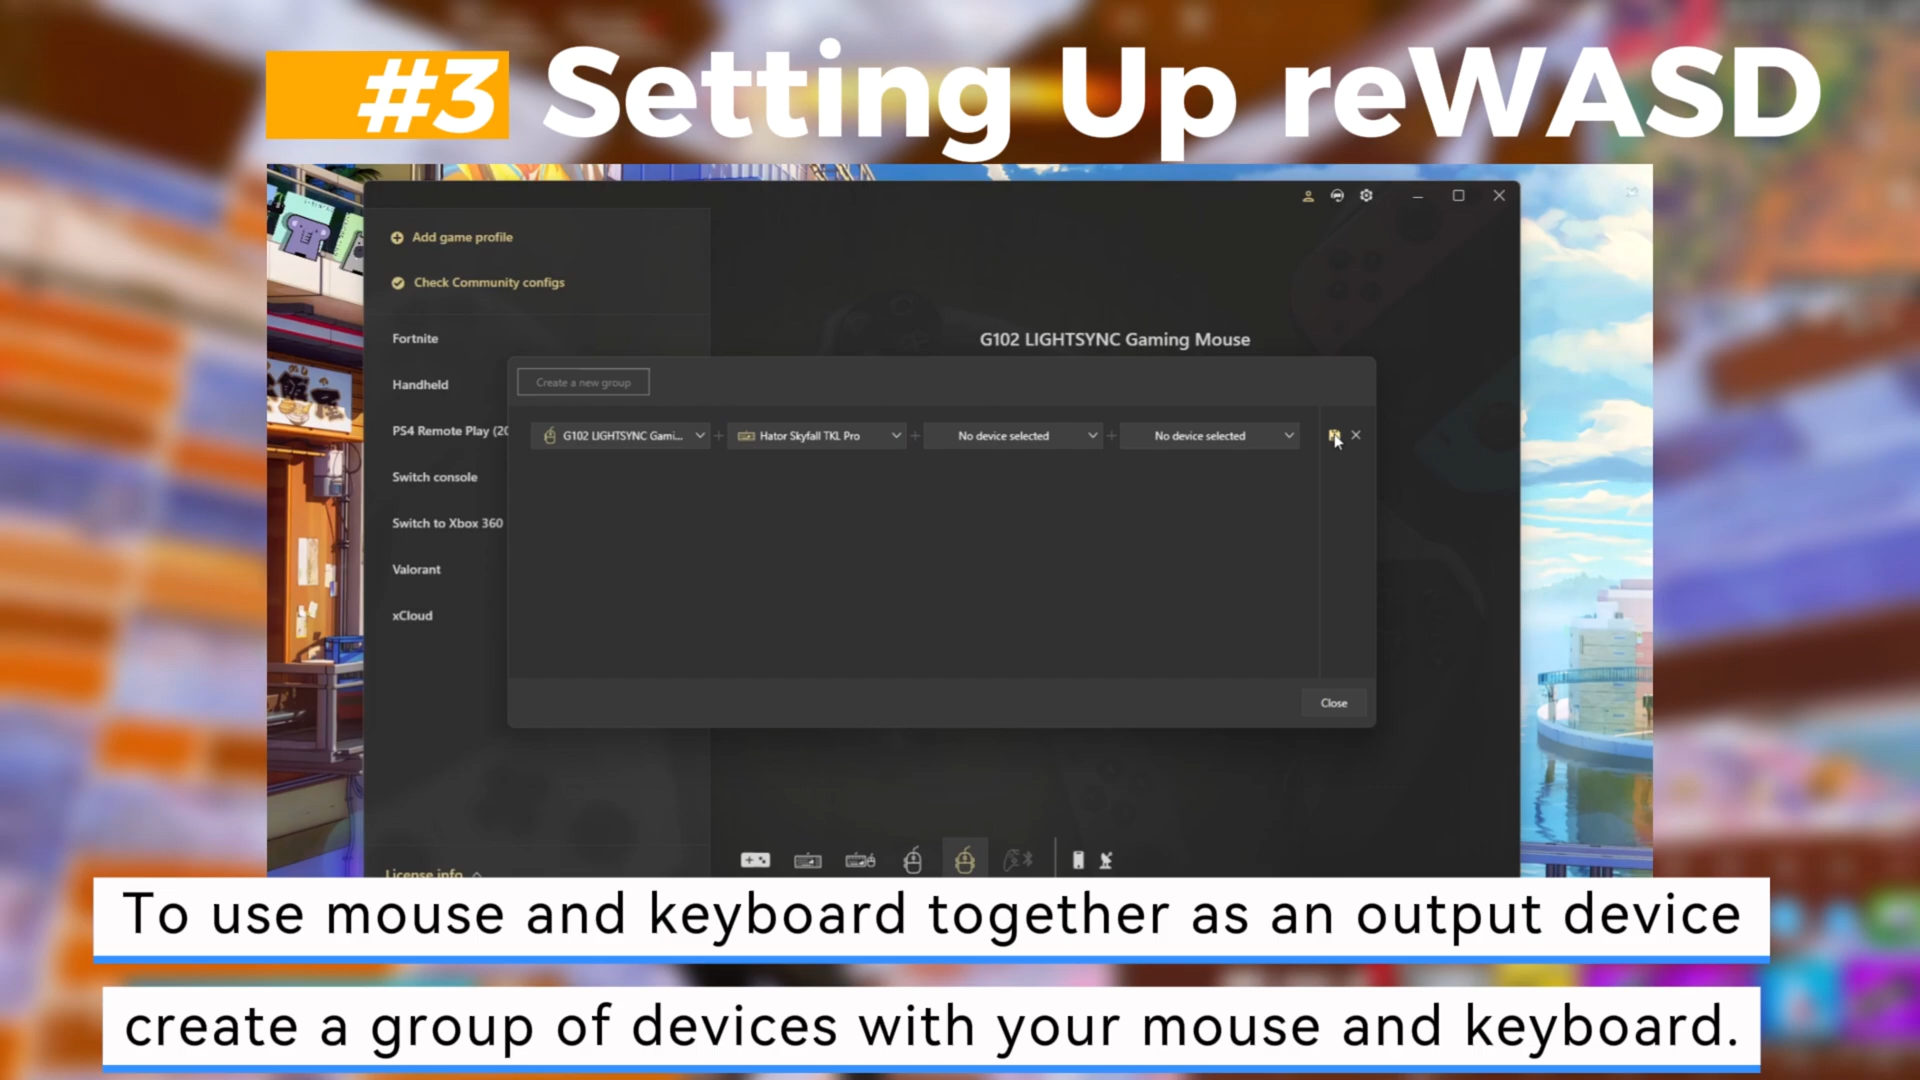 #3 Setting Up reWASD
Add game profile
Check Community configs
Fortnite
G102 LIGHTSYNC Gaming Mouse
Handheld
Create a new group
PS4 Remote Play (20
G102 LIGHTSYNC Gami... + Hator Skyfall TKL Pro + No device selected + No device selected
Switch console
Switch to Xbox 360
Valorant
xCloud
Close
License info
To use mouse and keyboard together as an output device
create a group of devices with your mouse and keyboard.